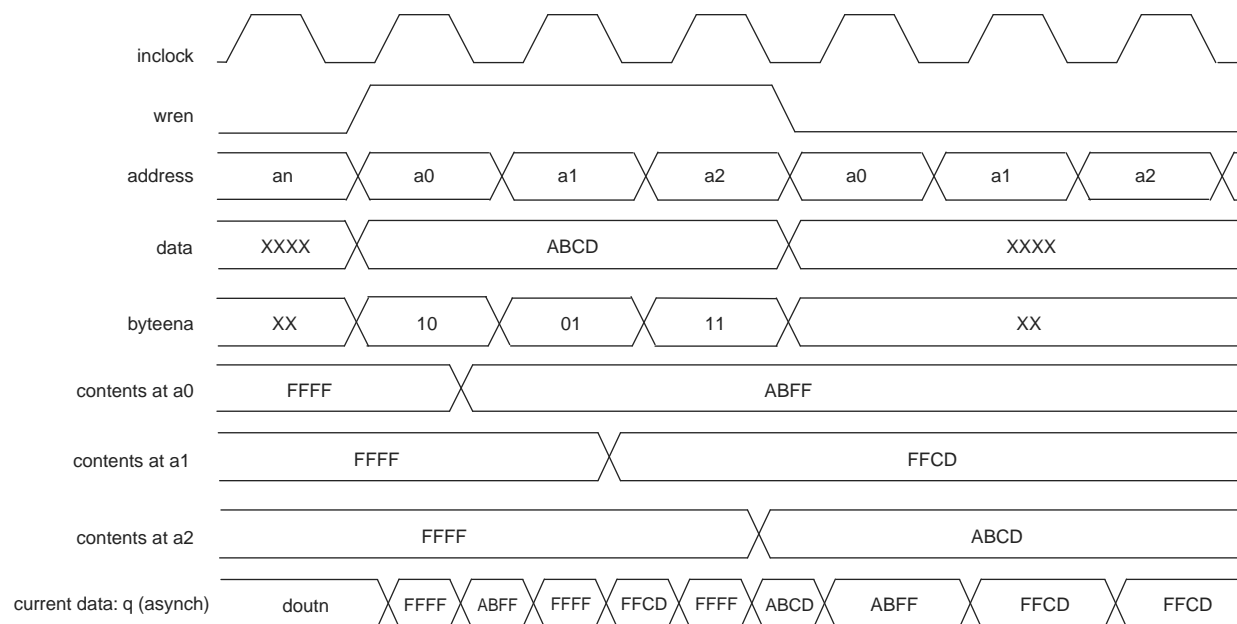 inclock
wren
address an a0 a1 a2 a0 a1 a2
data XXXX ABCD XXXX
byteena XX 10 01 11 XX
contents at a0 FFFF ABFF
contents at a1 FFFF FFCD
contents at a2 FFFF ABCD
current data: q (asynch) doutn FFFF ABFF FFFF FFCD FFFF ABCD ABFF FFCD FFCD